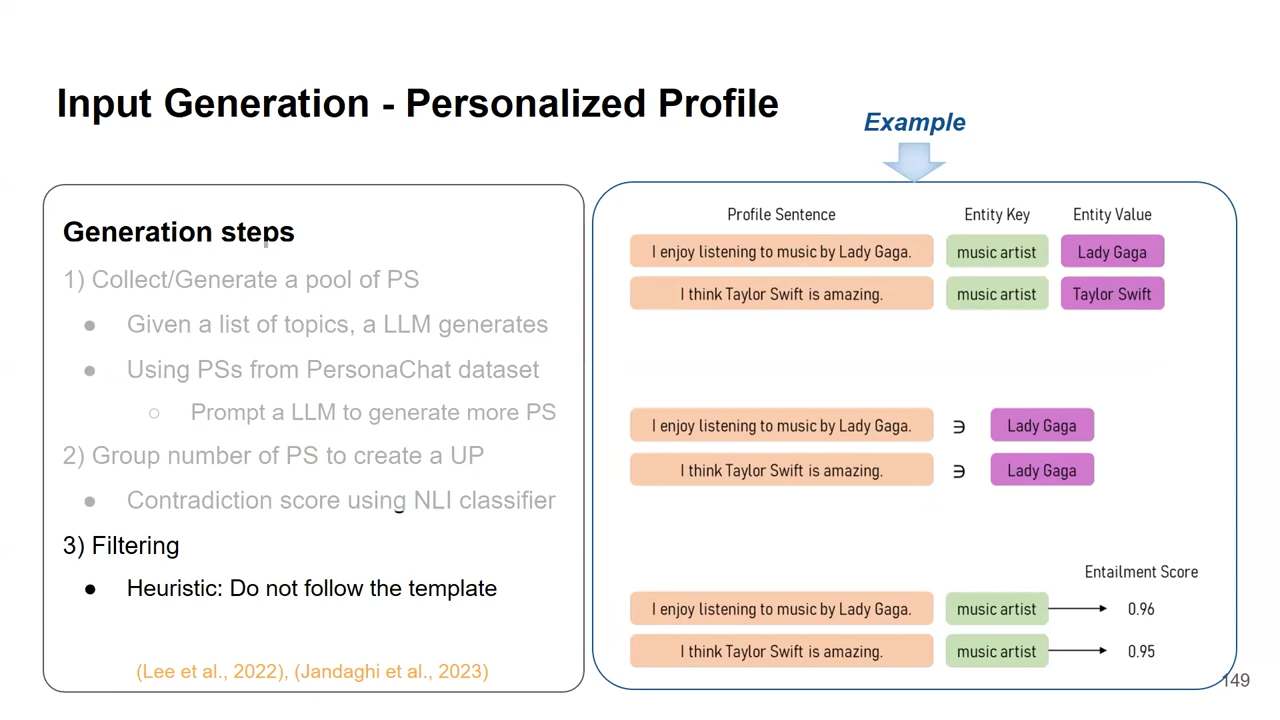 Input Generation - Personalized Profile
Example
Generation steps
1) Collect/Generate a pool of PS
● Given a list of topics, a LLM generates
● Using PSs from PersonaChat dataset
○ Prompt a LLM to generate more PS
2) Group number of PS to create a UP
● Contradiction score using NLI classifier
3) Filtering
● Heuristic: Do not follow the template
(Lee et al., 2022), (Jandaghi et al., 2023)
Profile Sentence Entity Key Entity Value
I enjoy listening to music by Lady Gaga. music artist Lady Gaga
I think Taylor Swift is amazing. music artist Taylor Swift
I enjoy listening to music by Lady Gaga. ∋ Lady Gaga
I think Taylor Swift is amazing. ∋ Lady Gaga
Entailment Score
I enjoy listening to music by Lady Gaga. music artist 0.96
I think Taylor Swift is amazing. music artist 0.95
149